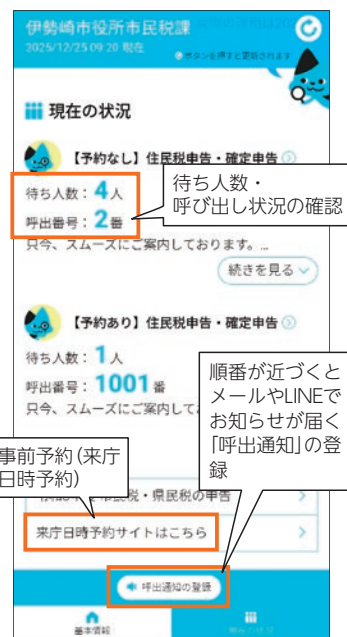 伊勢崎市役所市民税課
2025/12/25 09:20 現在
ボタンを押すと更新されます
現在の状況
【予約なし】住民税申告・確定申告
待ち人数：4人
呼出番号：2番
只今、スムーズにご案内しております。...
続きを見る
待ち人数・
呼び出し状況の確認
【予約あり】住民税申告・確定申告
待ち人数：1人
呼出番号：1001番
只今、スムーズにご案内して
順番が近づくと
メールやLINEで
お知らせが届く
「呼出通知」の登
録
事前予約（来庁
日時予約）
税・県民税の申告
来庁日時予約サイトはこちら
呼出通知の登録
基本情報